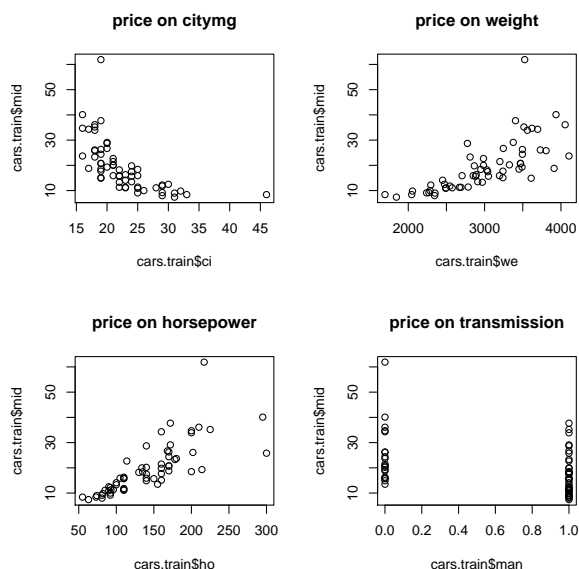 price on citymg
cars.train$mid
10 30 50
15 20 25 30 35 40 45
cars.train$ci
price on weight
cars.train$mid
10 30 50
2000 3000 4000
cars.train$we
price on horsepower
cars.train$mid
10 30 50
50 100 150 200 250 300
cars.train$ho
price on transmission
cars.train$mid
10 30 50
0.0 0.2 0.4 0.6 0.8 1.0
cars.train$man